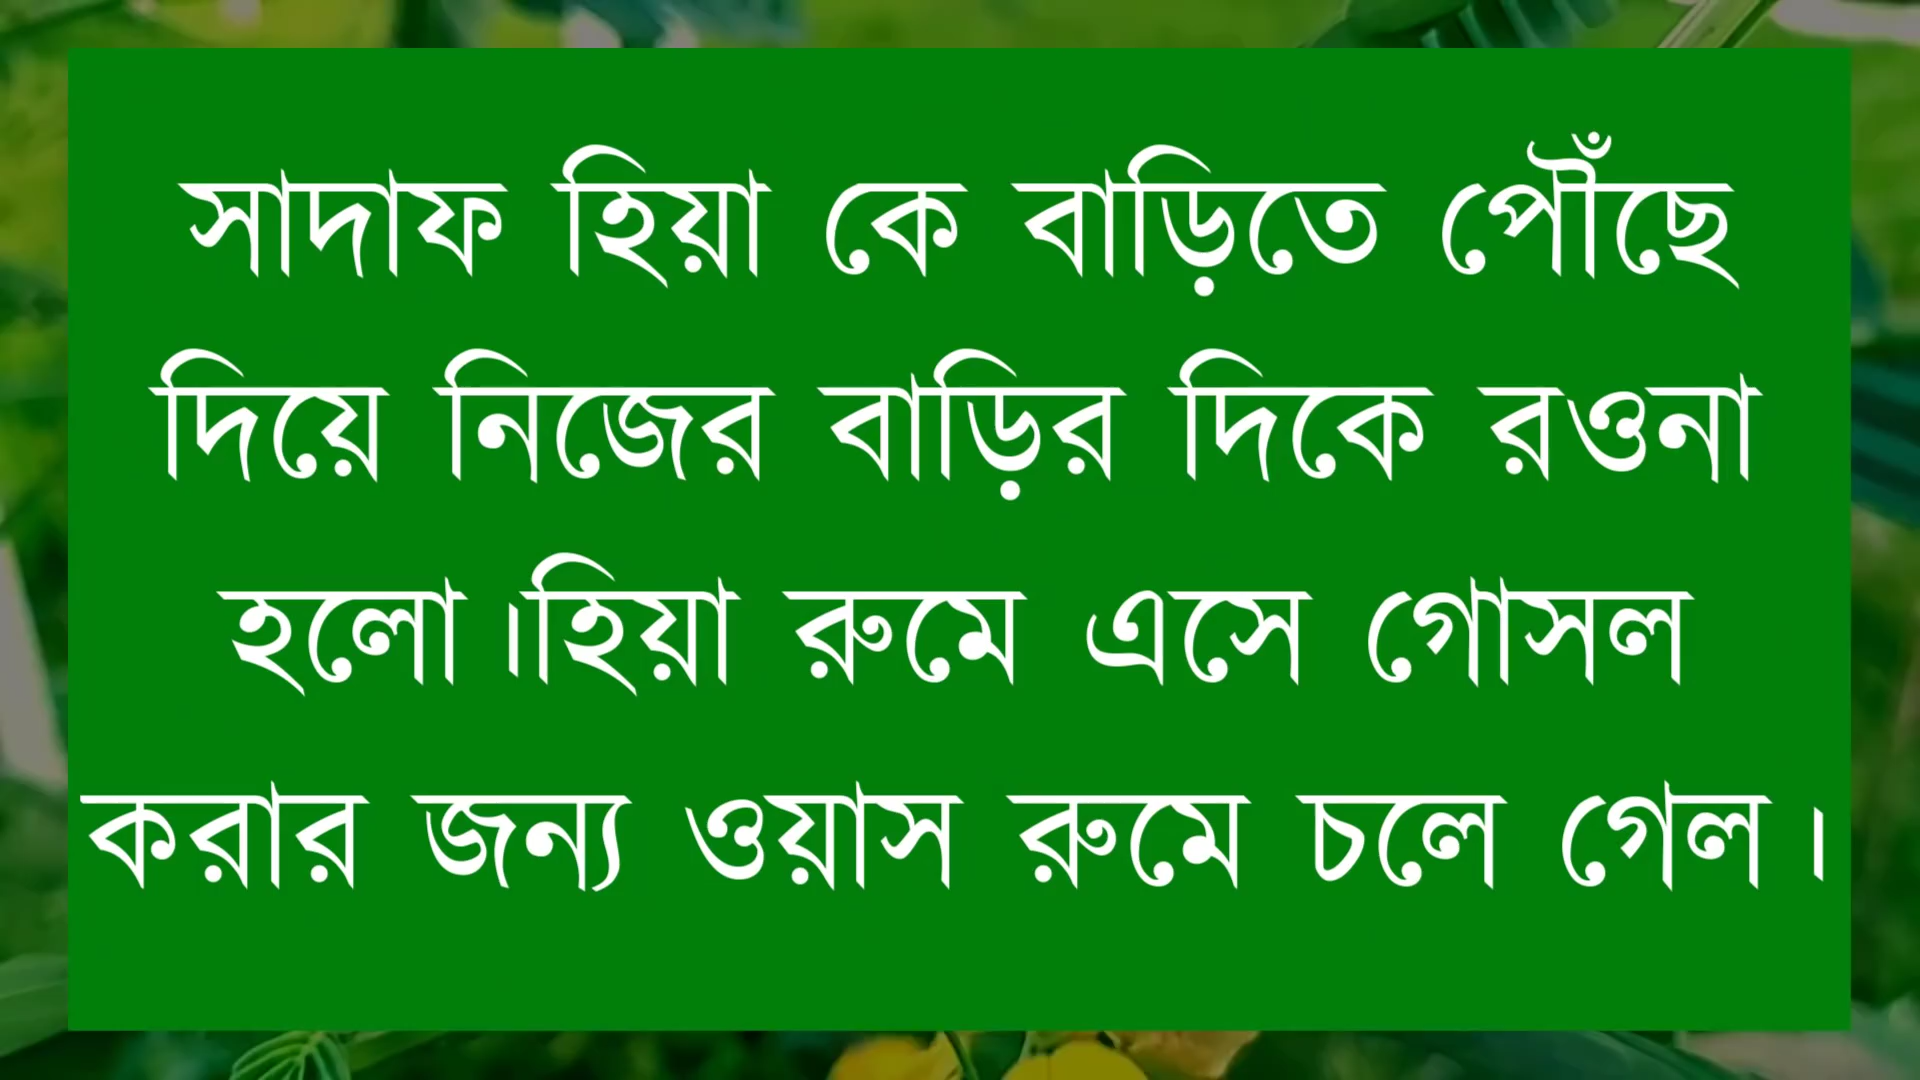 সাদাফ হিয়া কে বাড়িতে পৌঁছে
দিয়ে নিজের বাড়ির দিকে রওনা
হলো।হিয়া রুমে এসে গোসল
করার জন্য ওয়াস রুমে চলে গেল।